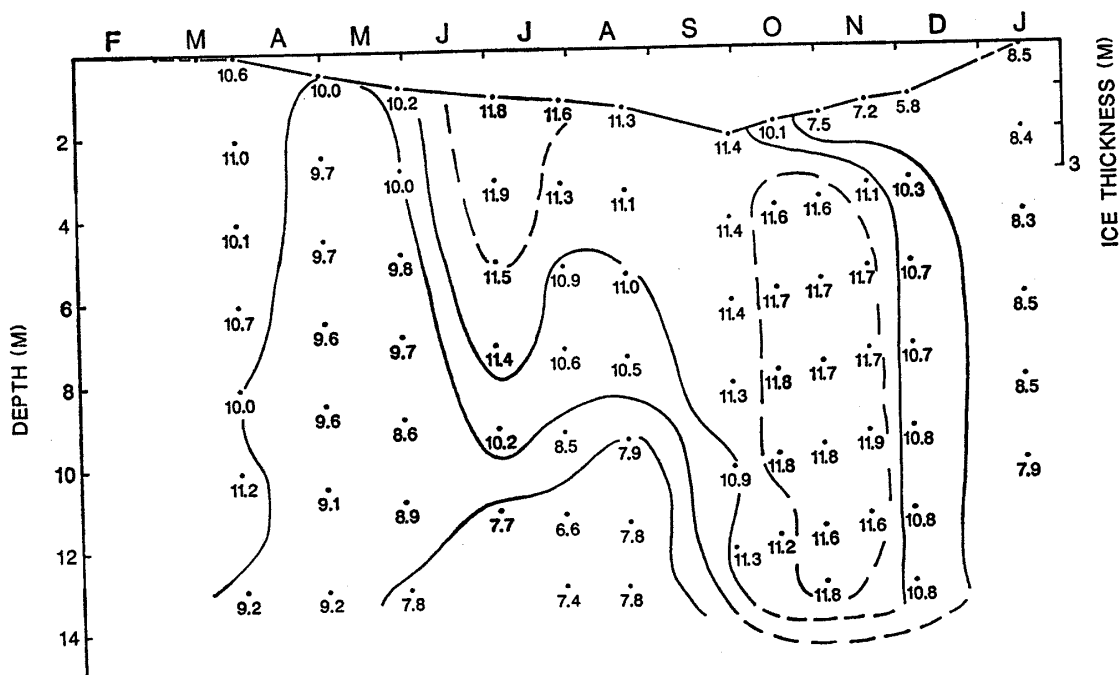 F M A M J J A S O N D J
10.6 10.0 10.2 11.8 11.6 11.3 11.4 10.1 7.5 7.2 5.8 8.5
2 11.0 9.7 10.0 11.9 11.3 11.1 11.4 11.6 11.6 11.1 10.3 8.4 3
4 10.1 9.7 9.8 11.5 10.9 11.0 11.4 11.7 11.7 11.7 10.7 8.3
6 10.7 9.6 9.7 11.4 10.6 10.5 11.3 11.8 11.7 11.7 10.7 8.5
8 10.0 9.6 8.6 10.2 8.5 7.9 10.9 11.8 11.8 11.9 10.8 8.5
10 11.2 9.1 8.9 7.7 6.6 7.8 11.3 11.2 11.6 11.6 10.8 7.9
12 9.2 9.2 7.8 7.4 7.8 11.8 10.8
14
DEPTH (M)
ICE THICKNESS (M)